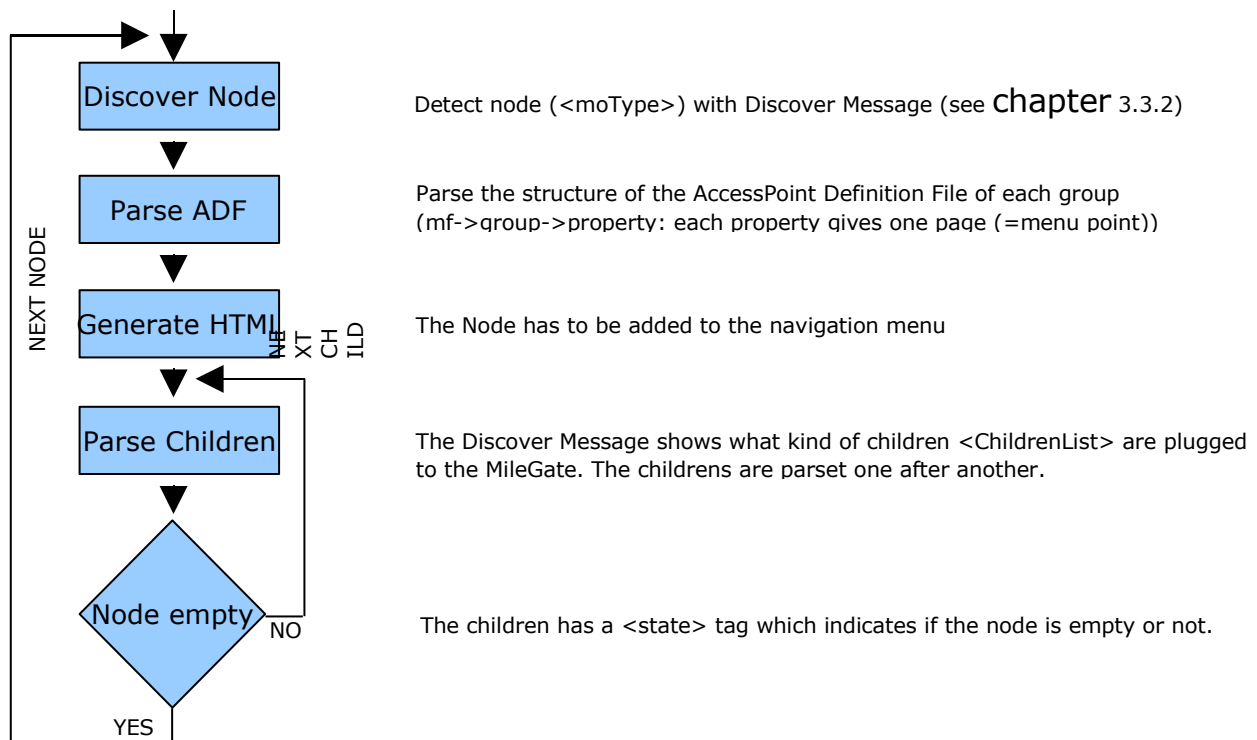 Discover Node
Detect node (<moType>) with Discover Message (see chapter 3.3.2)
Parse ADF
Parse the structure of the AccessPoint Definition File of each group
(mf->group->property: each property gives one page (=menu point))
NEXT NODE
Generate HTML
NE
XT
CH
ILD
The Node has to be added to the navigation menu
Parse Children
The Discover Message shows what kind of children <ChildrenList> are plugged
to the MileGate. The childrens are parset one after another.
Node empty
NO
The children has a <state> tag which indicates if the node is empty or not.
YES